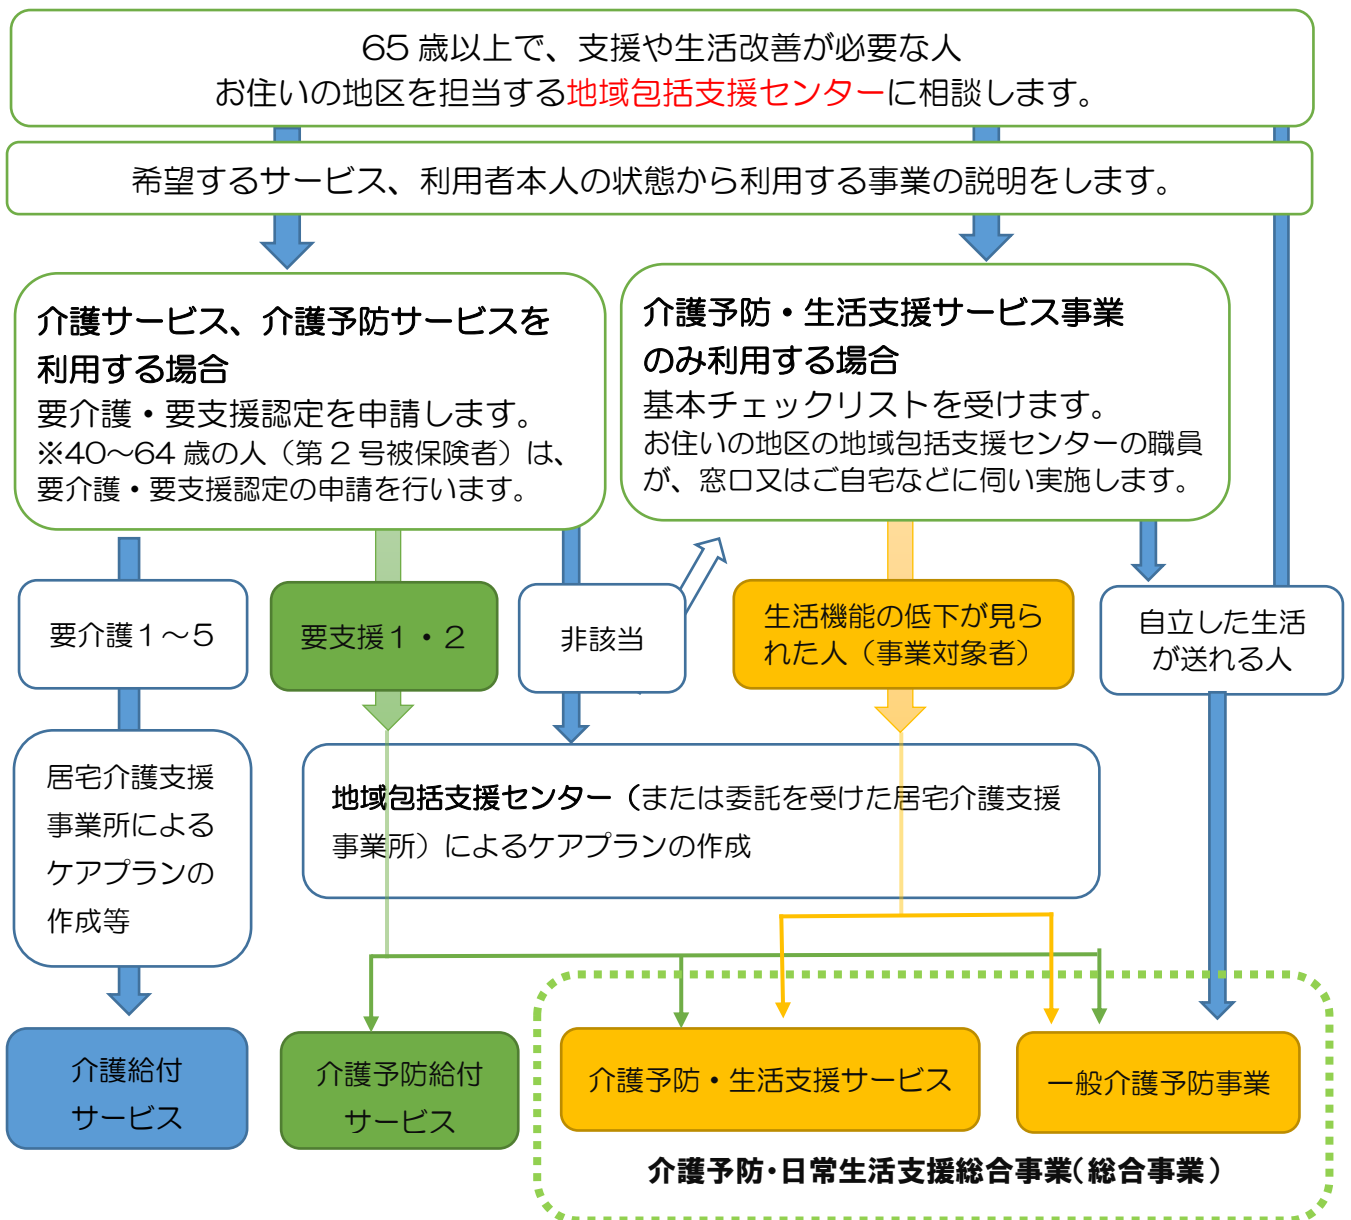 65歳以上で、支援や生活改善が必要な人
お住いの地区を担当する地域包括支援センターに相談します。
希望するサービス、利用者本人の状態から利用する事業の説明をします。
介護サービス、介護予防サービスを
利用する場合
要介護・要支援認定を申請します。
※40～64歳の人（第2号被保険者）は、
要介護・要支援認定の申請を行います。
介護予防・生活支援サービス事業
のみ利用する場合
基本チェックリストを受けます。
お住いの地区の地域包括支援センターの職員
が、窓口又はご自宅などに伺い実施します。
要介護１～５
要支援１・２
非該当
生活機能の低下が見ら
れた人（事業対象者）
自立した生活
が送れる人
居宅介護支援
事業所による
ケアプランの
作成等
地域包括支援センター（または委託を受けた居宅介護支援
事業所）によるケアプランの作成
介護給付
サービス
介護予防給付
サービス
介護予防・生活支援サービス
一般介護予防事業
介護予防・日常生活支援総合事業（総合事業）